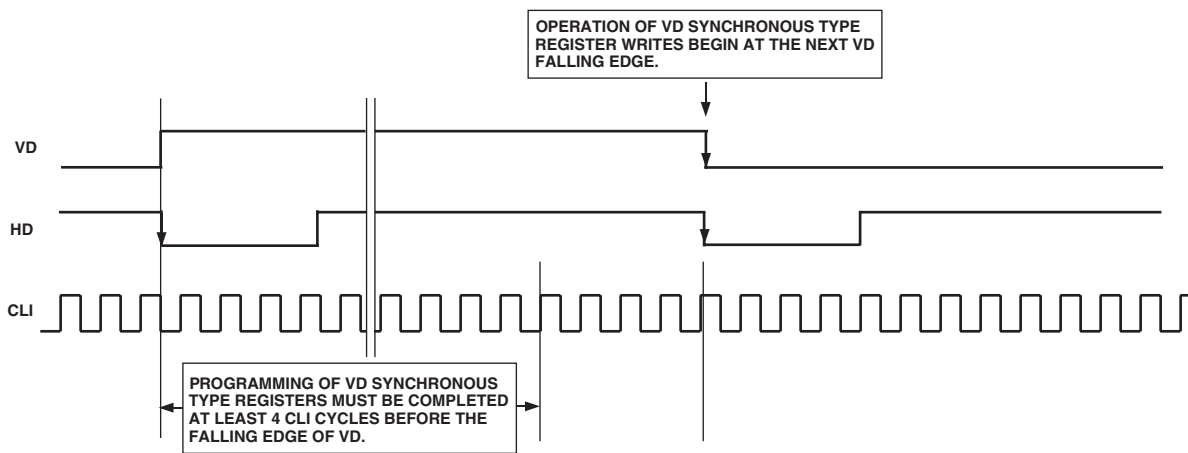 OPERATION OF VD SYNCHRONOUS TYPE
REGISTER WRITES BEGIN AT THE NEXT VD
FALLING EDGE.
VD
HD
CLI
PROGRAMMING OF VD SYNCHRONOUS
TYPE REGISTERS MUST BE COMPLETED
AT LEAST 4 CLI CYCLES BEFORE THE
FALLING EDGE OF VD.